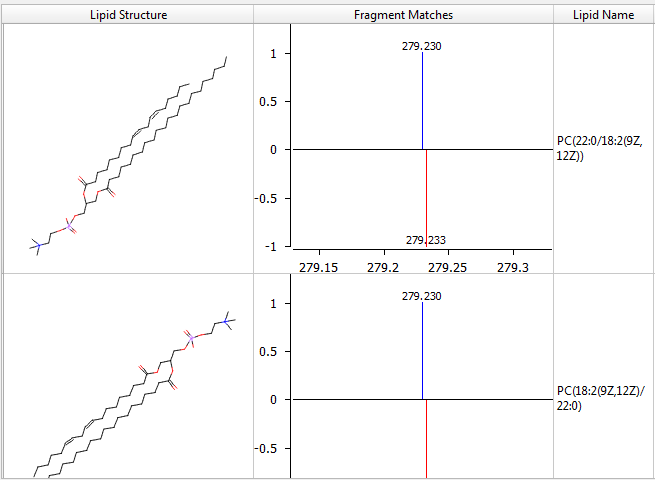 Lipid Structure
Fragment Matches
Lipid Name
279.230
1
0.5
0
-0.5
-1
279.233
279.15
279.2
279.25
279.3
PC(22:0/18:2(9Z,
12Z))
279.230
1
0.5
0
-0.5
PC(18:2(9Z,12Z)/
22:0)